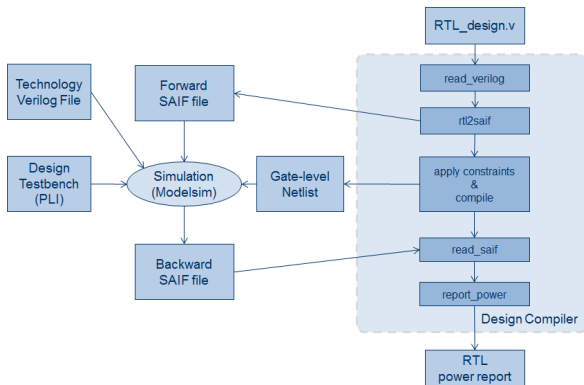 RTL_design.v
Technology
Verilog File
Forward
SAIF file
read_verilog
rtl2saif
Design
Testbench
(PLI)
Simulation
(Modelsim)
Gate-level
Netlist
apply constraints
&
compile
Backward
SAIF file
read_saif
report_power
Design Compiler
RTL
power report